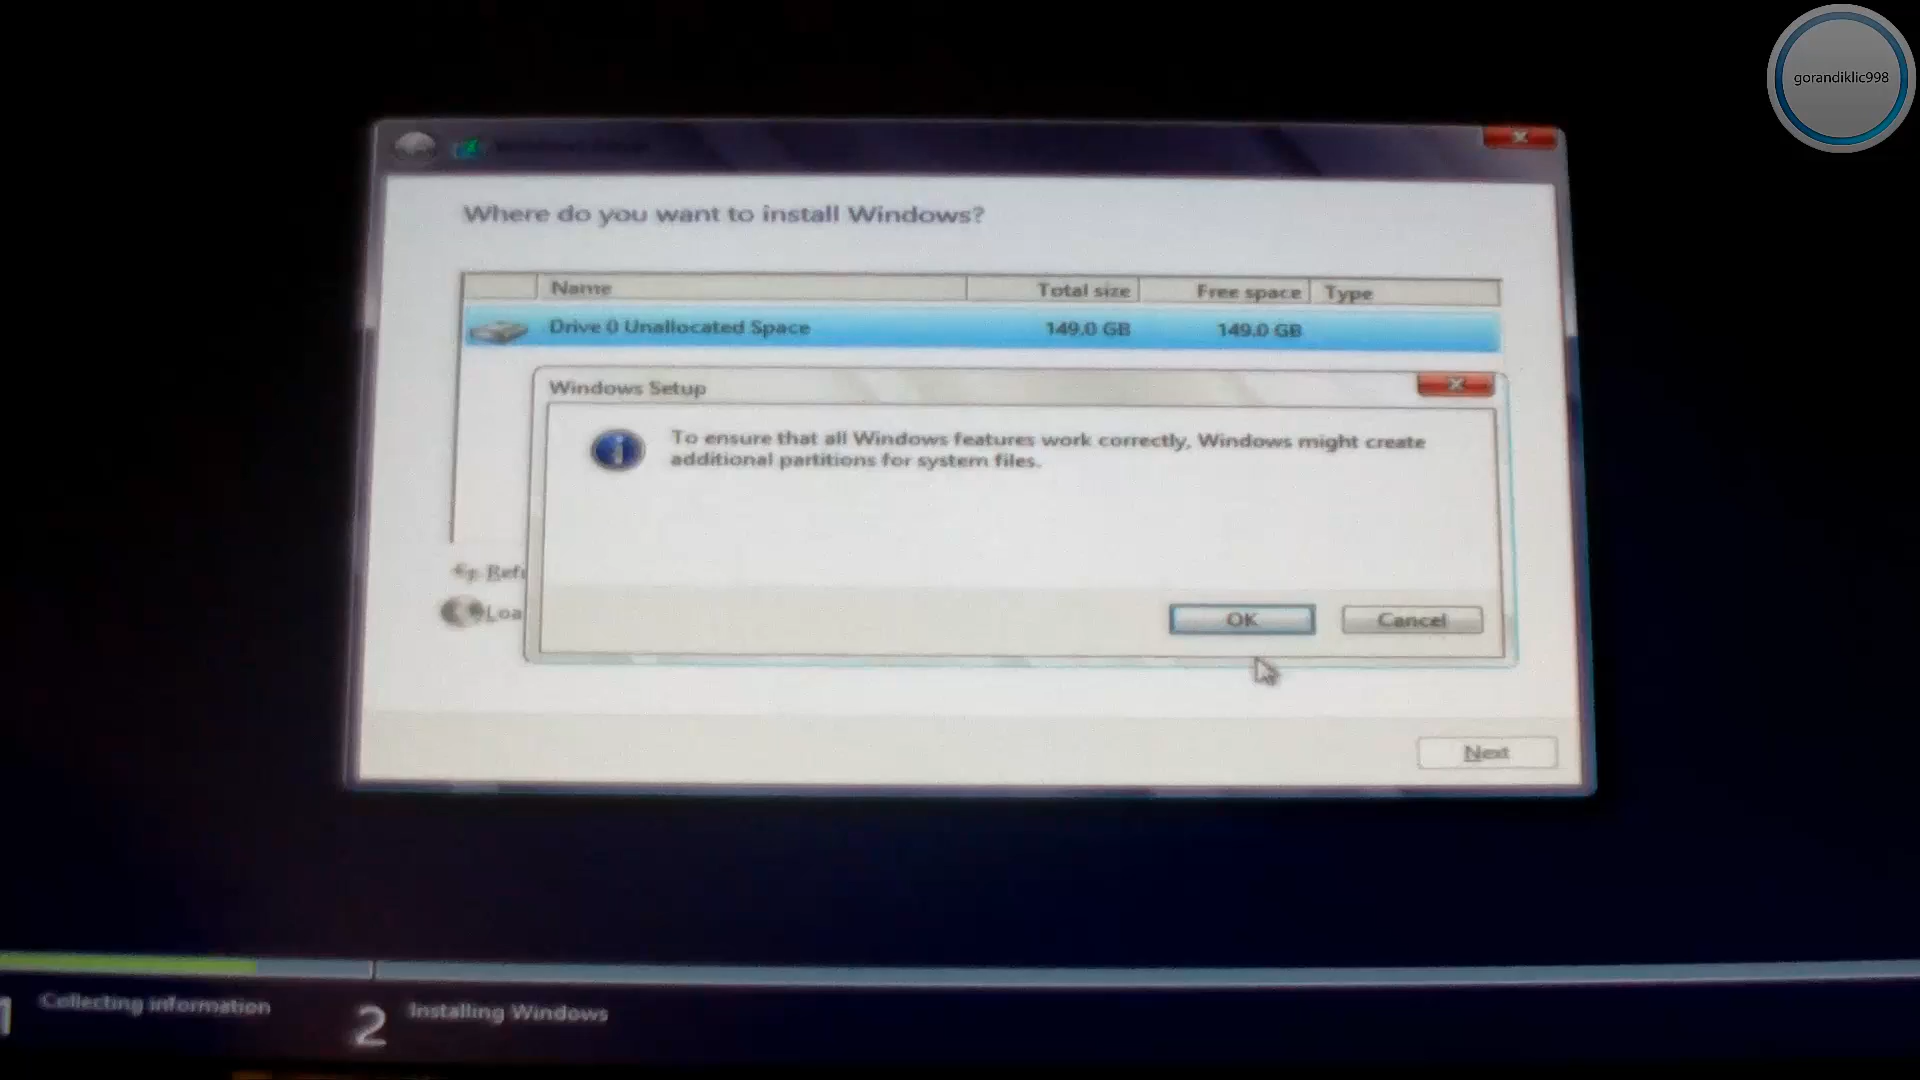 gorandiklic998
Where do you want to install Windows?
Name Total size Free space Type
Drive 0 Unallocated Space 149.0 GB 149.0 GB
Windows Setup
To ensure that all Windows features work correctly, Windows might create
additional partitions for system files.
OK Cancel
Refr
Loa
Next
1 Collecting information
2 Installing Windows